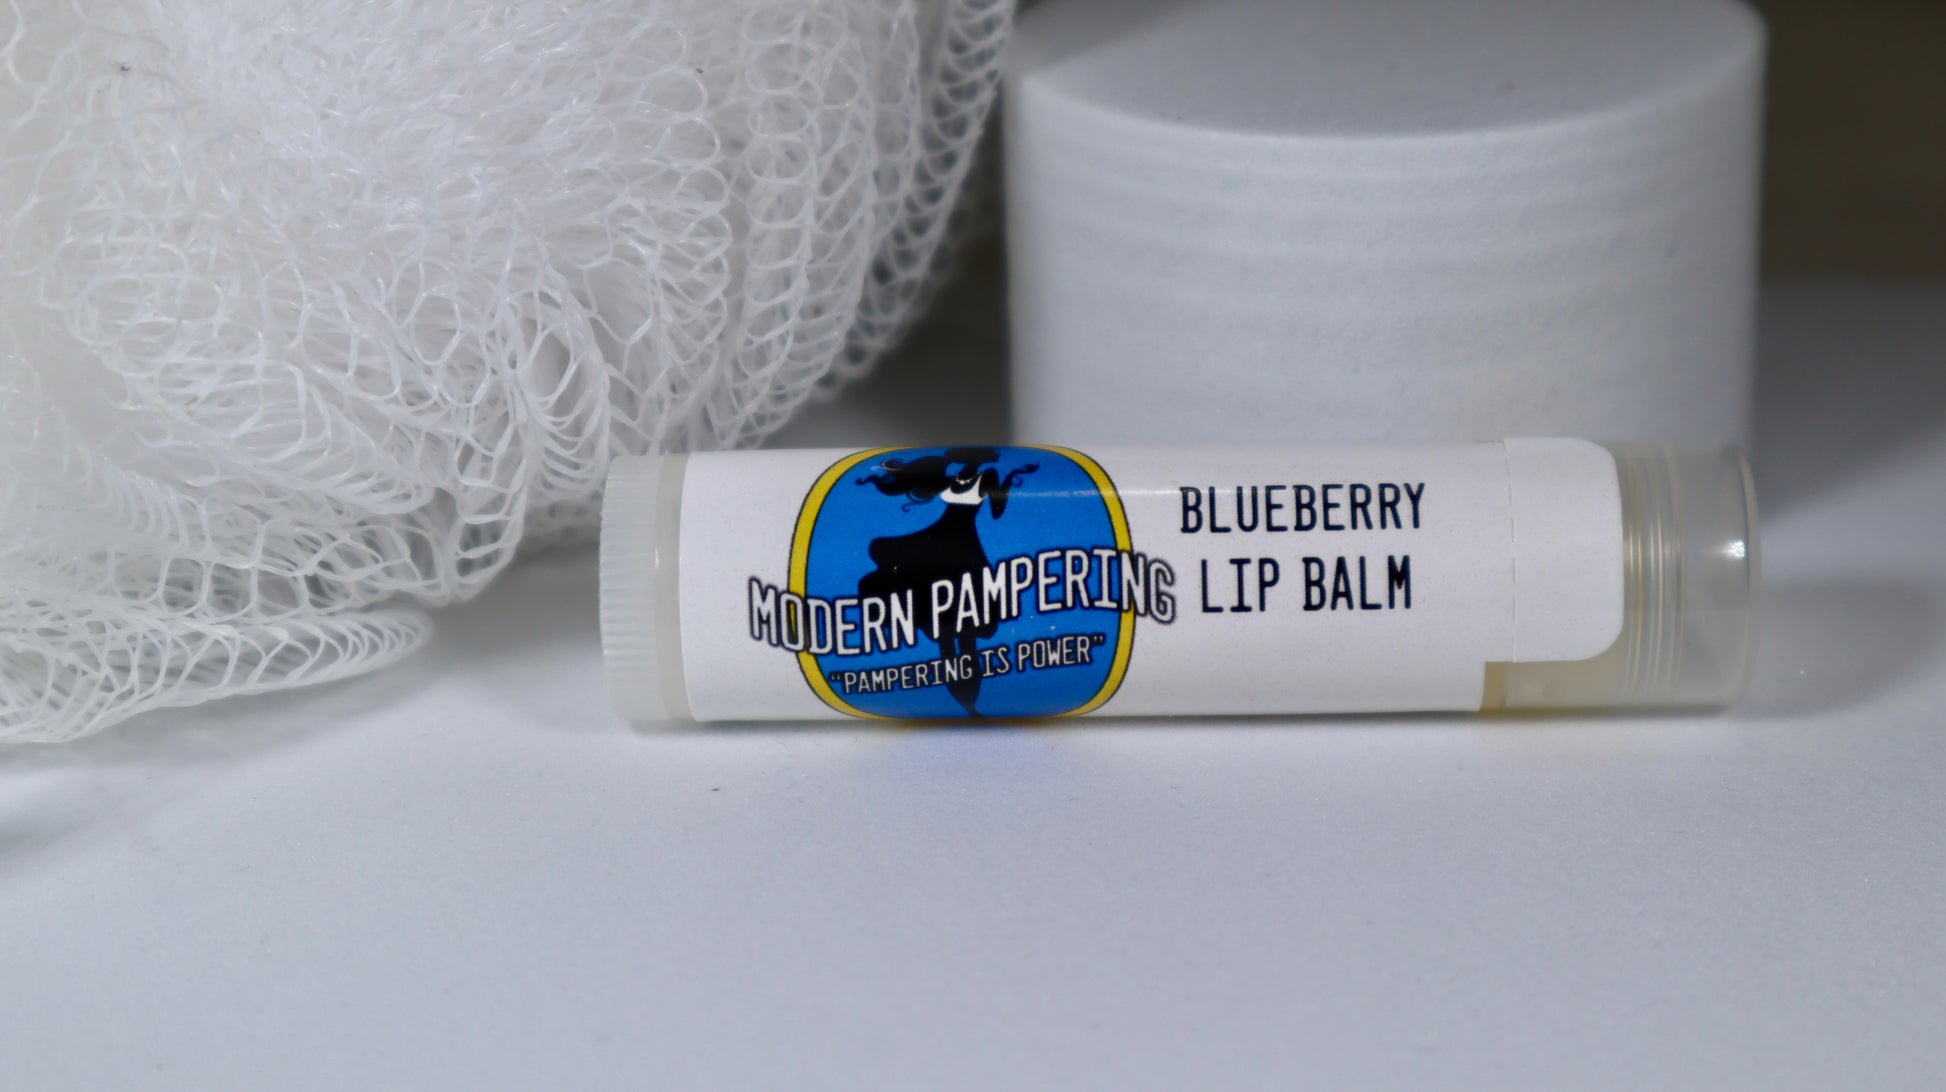 MODERN PAMPERING
"PAMPERING IS POWER"
BLUEBERRY
LIP BALM